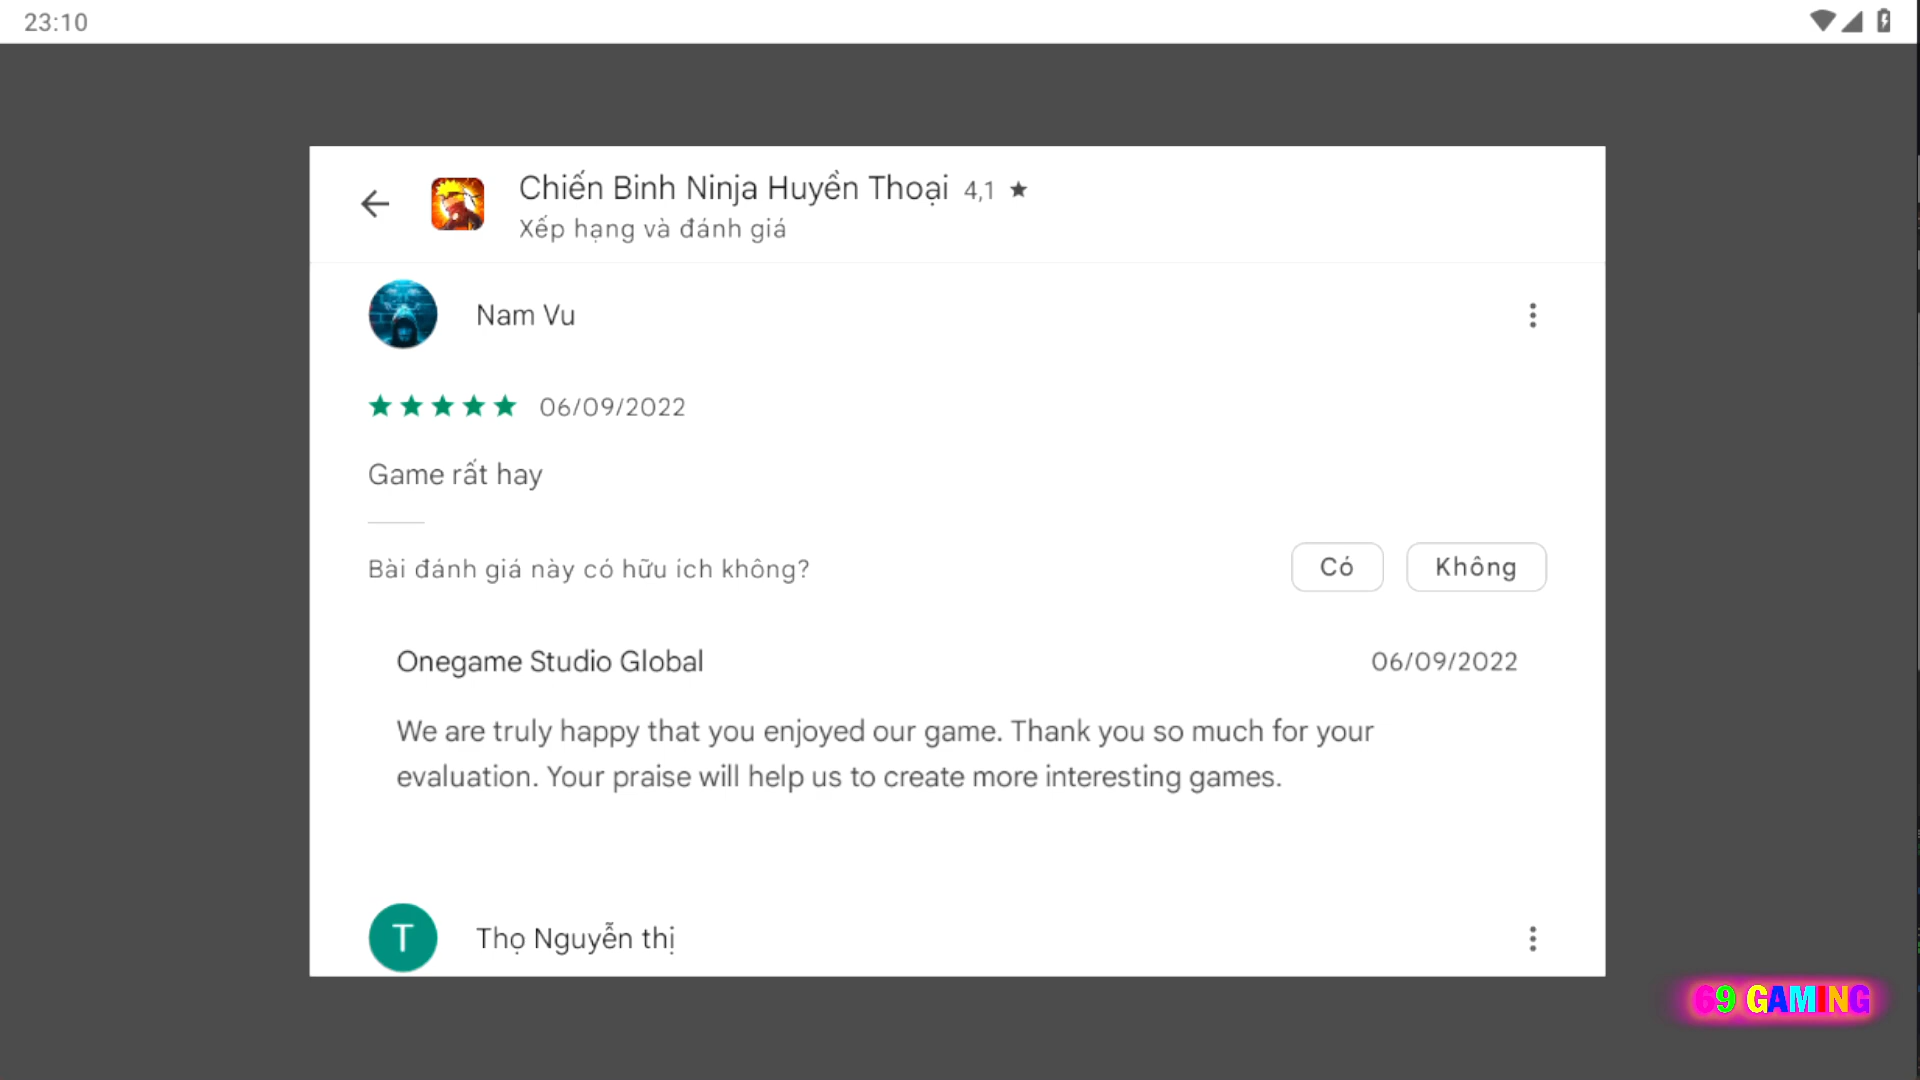 23:10
Chiến Binh Ninja Huyền Thoại 4,1 ★
Xếp hạng và đánh giá
Nam Vu
06/09/2022
Game rất hay
Bài đánh giá này có hữu ích không?
Có
Không
Onegame Studio Global
06/09/2022
We are truly happy that you enjoyed our game. Thank you so much for your
evaluation. Your praise will help us to create more interesting games.
T
Thọ Nguyễn thị
69 GAMING